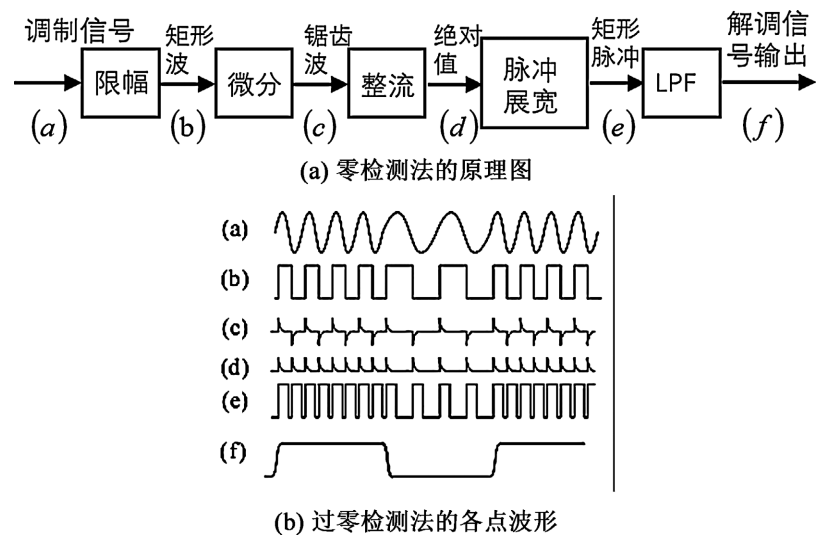 调制信号
限幅
矩形
波
微分
锯齿
波
整流
绝对
值
脉冲
展宽
矩形
脉冲
LPF
解调信
号输出
(a)
(b)
(c)
(d)
(e)
(f)
(a) 零检测法的原理图
(a)
(b)
(c)
(d)
(e)
(f)
(b) 过零检测法的各点波形